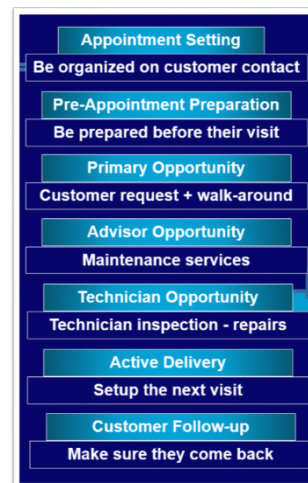 Appointment Setting
Be organized on customer contact
Pre-Appointment Preparation
Be prepared before their visit
Primary Opportunity
Customer request + walk-around
Advisor Opportunity
Maintenance services
Technician Opportunity
Technician inspection - repairs
Active Delivery
Setup the next visit
Customer Follow-up
Make sure they come back